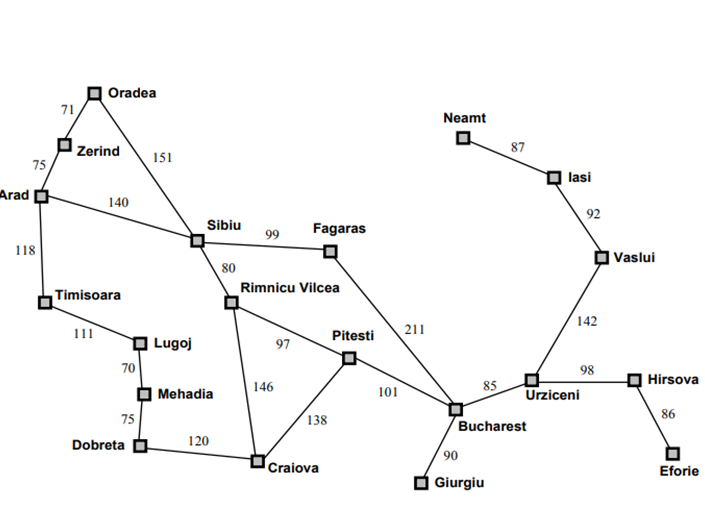 Oradea
71
Neamt
87
Zerind
151
75
Iasi
Arad
140
92
Sibiu
Fagaras
99
118
Vaslui
80
Rimnicu Vilcea
Timisoara
142
111
Pitesti
211
Lugoj
97
70
98
Hirsova
146
101
85
Mehadia
Urziceni
75
138
86
Bucharest
120
Dobreta
90
Craiova
Eforie
Giurgiu